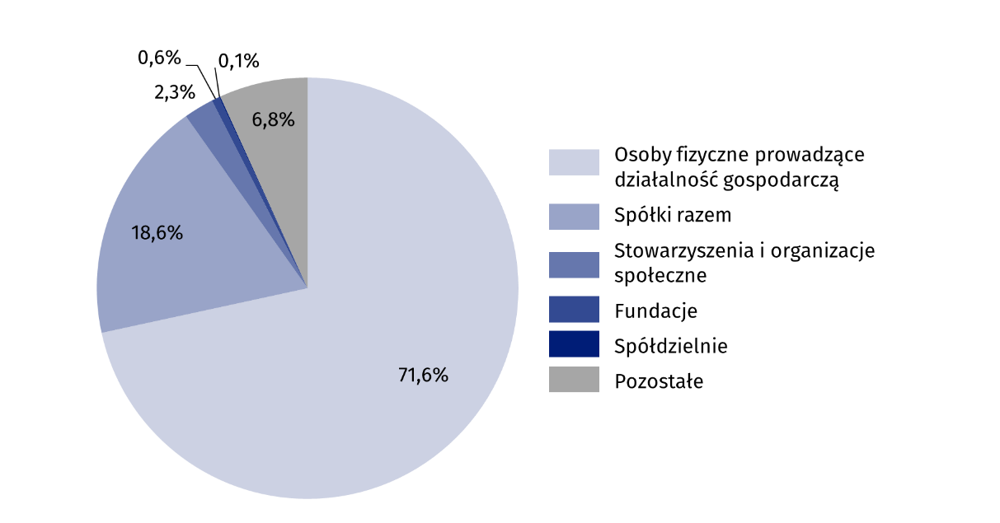 0,6%
0,1%
2,3%
6,8%
18,6%
71,6%
Osoby fizyczne prowadzące
działalność gospodarczą
Spółki razem
Stowarzyszenia i organizacje
społeczne
Fundacje
Spółdzielnie
Pozostałe